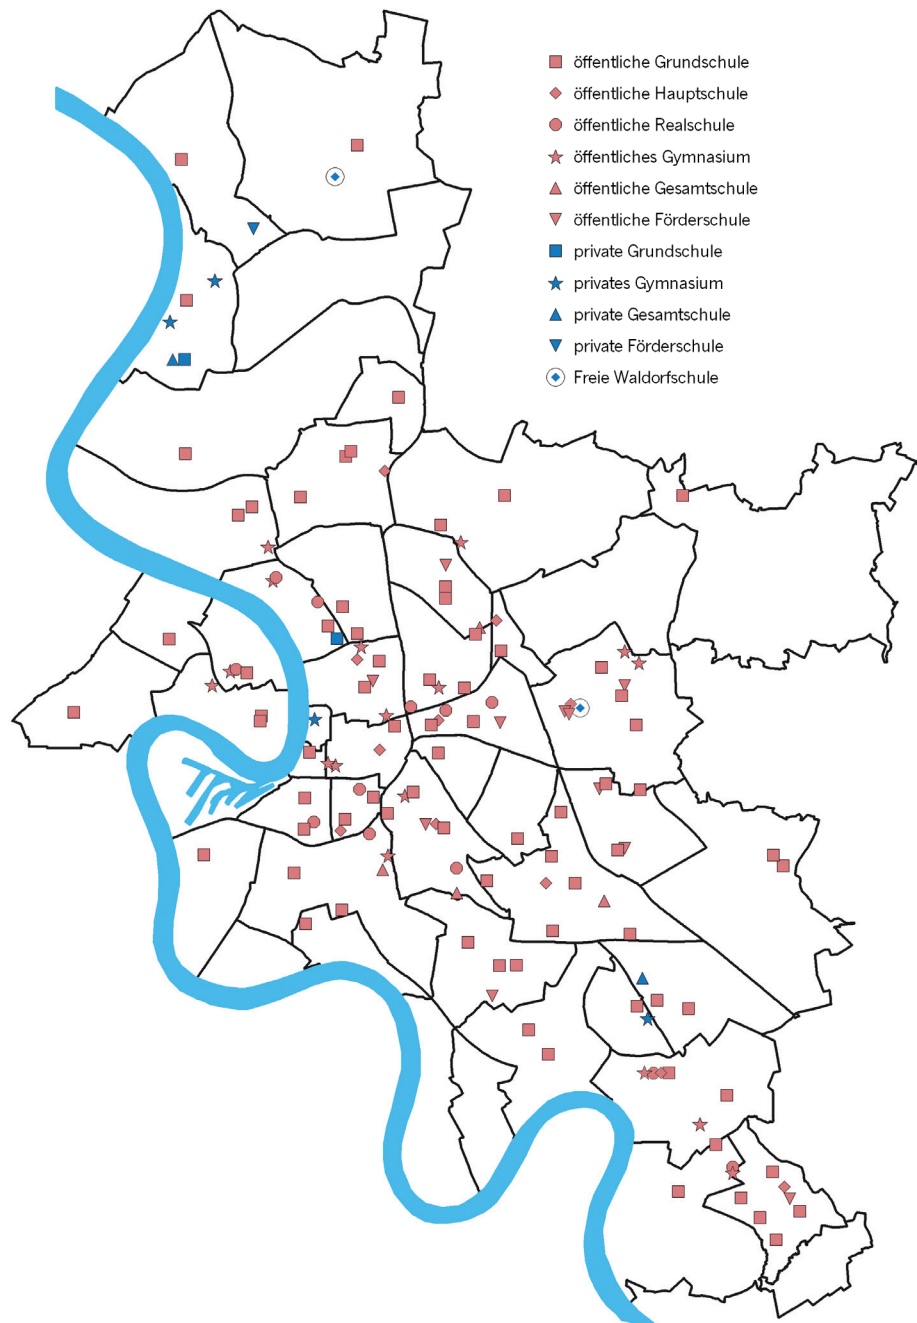 öffentliche Grundschule
öffentliche Hauptschule
öffentliche Realschule
öffentliches Gymnasium
öffentliche Gesamtschule
öffentliche Förderschule
private Grundschule
privates Gymnasium
private Gesamtschule
private Förderschule
Freie Waldorfschule